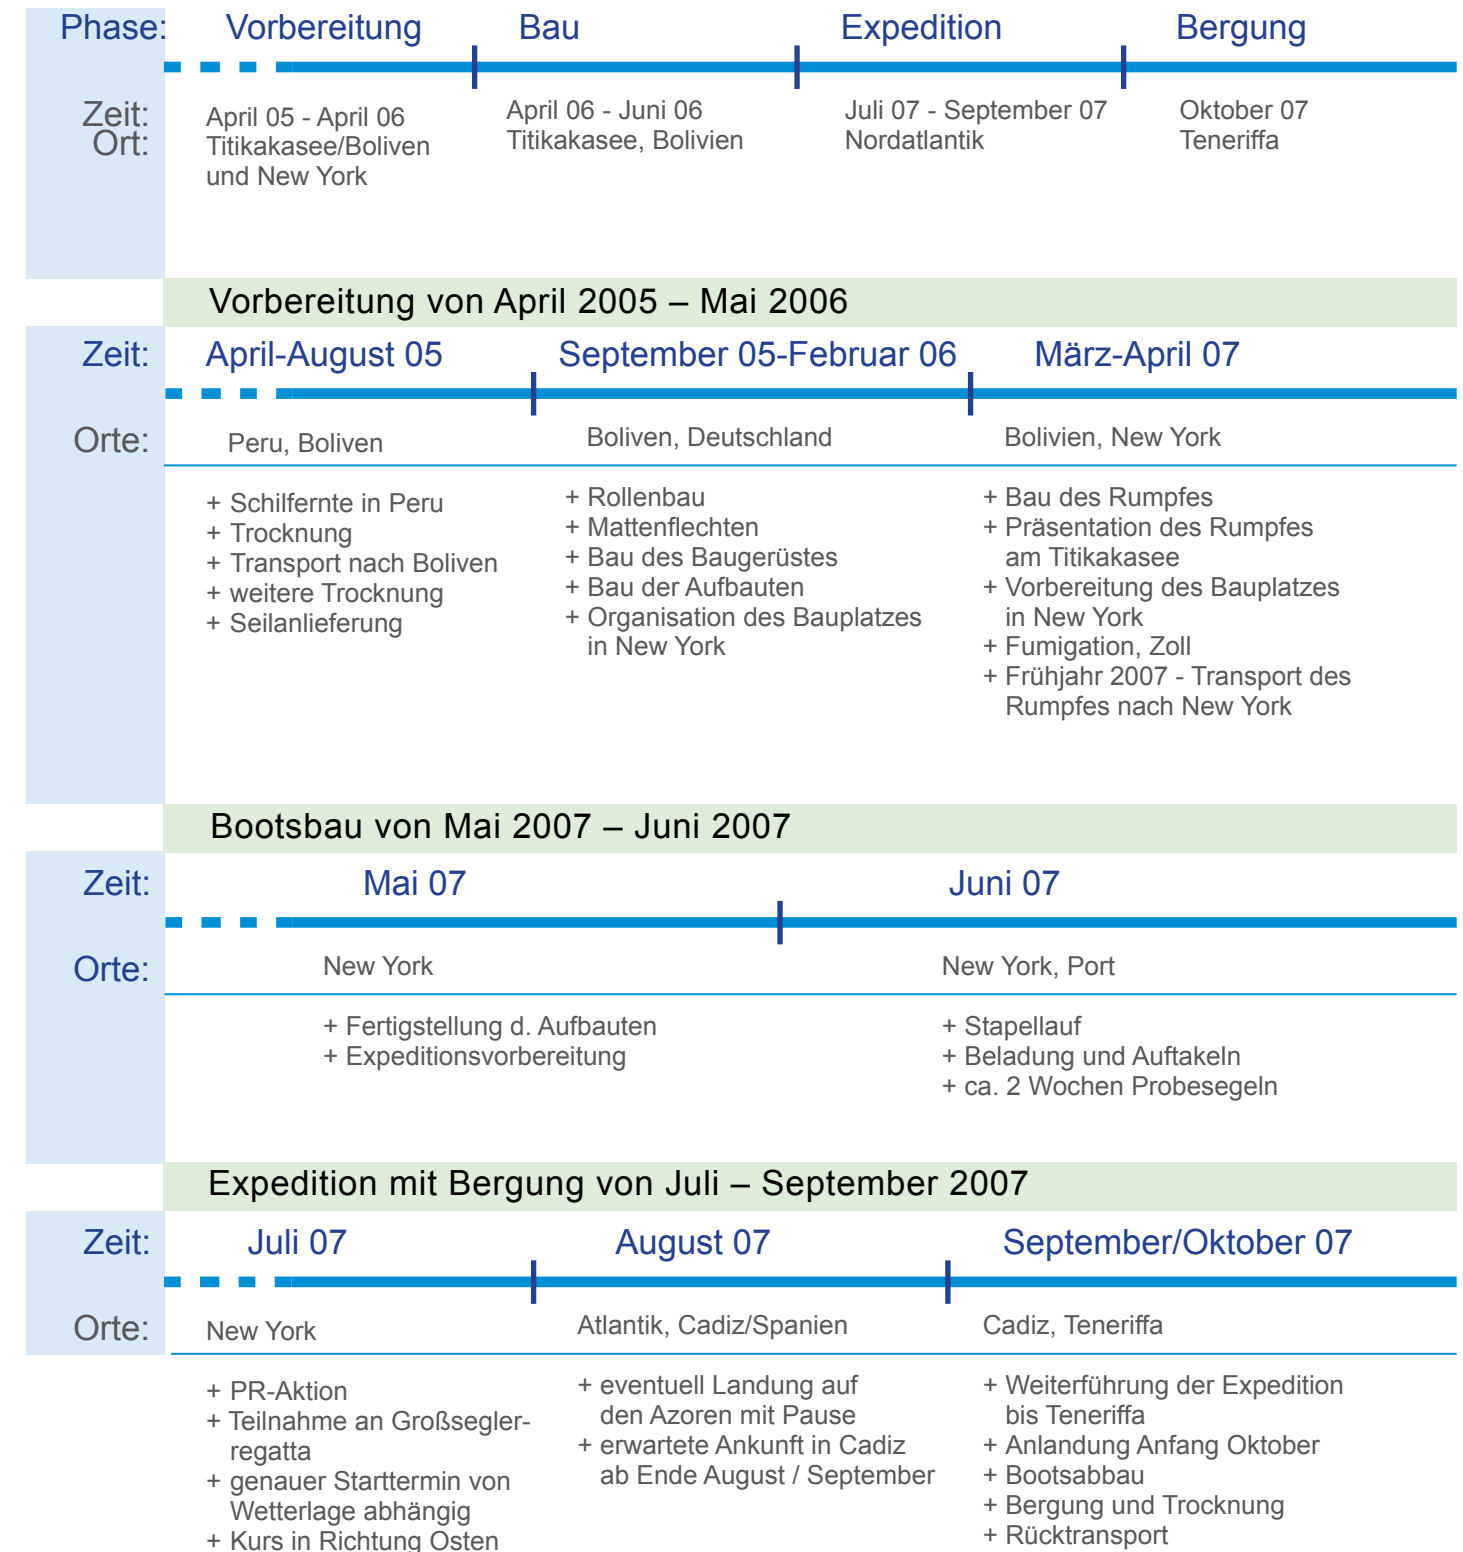 Phase: Vorbereitung Bau Expedition Bergung
Zeit: April 05 - April 06 April 06 - Juni 06 Juli 07 - September 07 Oktober 07
Ort: Titikakasee/Boliven Titikakasee, Bolivien Nordatlantik Teneriffa
und New York
Vorbereitung von April 2005 – Mai 2006
Zeit: April-August 05 September 05-Februar 06 März-April 07
Orte: Peru, Boliven Boliven, Deutschland Bolivien, New York
+ Schilfernte in Peru
+ Trocknung
+ Transport nach Boliven
+ weitere Trocknung
+ Seilanlieferung
+ Rollenbau
+ Mattenflechten
+ Bau des Baugerüstes
+ Bau der Aufbauten
+ Organisation des Bauplatzes
in New York
+ Bau des Rumpfes
+ Präsentation des Rumpfes
am Titikakasee
+ Vorbereitung des Bauplatzes
in New York
+ Fumigation, Zoll
+ Frühjahr 2007 - Transport des
Rumpfes nach New York
Bootsbau von Mai 2007 – Juni 2007
Zeit: Mai 07 Juni 07
Orte: New York New York, Port
+ Fertigstellung d. Aufbauten
+ Expeditionsvorbereitung
+ Stapellauf
+ Beladung und Auftakeln
+ ca. 2 Wochen Probesegeln
Expedition mit Bergung von Juli – September 2007
Zeit: Juli 07 August 07 September/Oktober 07
Orte: New York Atlantik, Cadiz/Spanien Cadiz, Teneriffa
+ PR-Aktion
+ Teilnahme an Großsegler-
regatta
+ genauer Starttermin von
Wetterlage abhängig
+ Kurs in Richtung Osten
+ eventuell Landung auf
den Azoren mit Pause
+ erwartete Ankunft in Cadiz
ab Ende August / September
+ Weiterführung der Expedition
bis Teneriffa
+ Anlandung Anfang Oktober
+ Bootsabbau
+ Bergung und Trocknung
+ Rücktransport